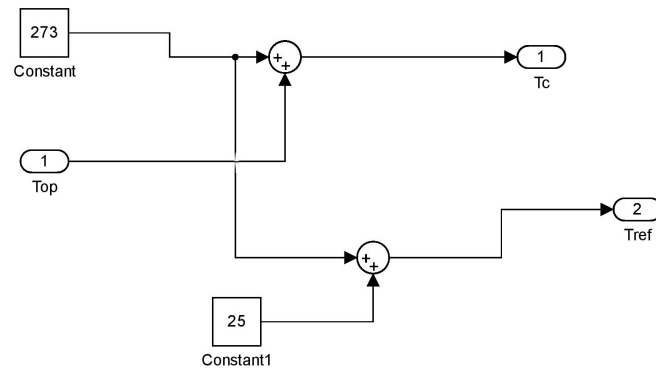 273
Constant
+
+
1
Tc
1
Top
2
Tref
+
+
25
Constant1